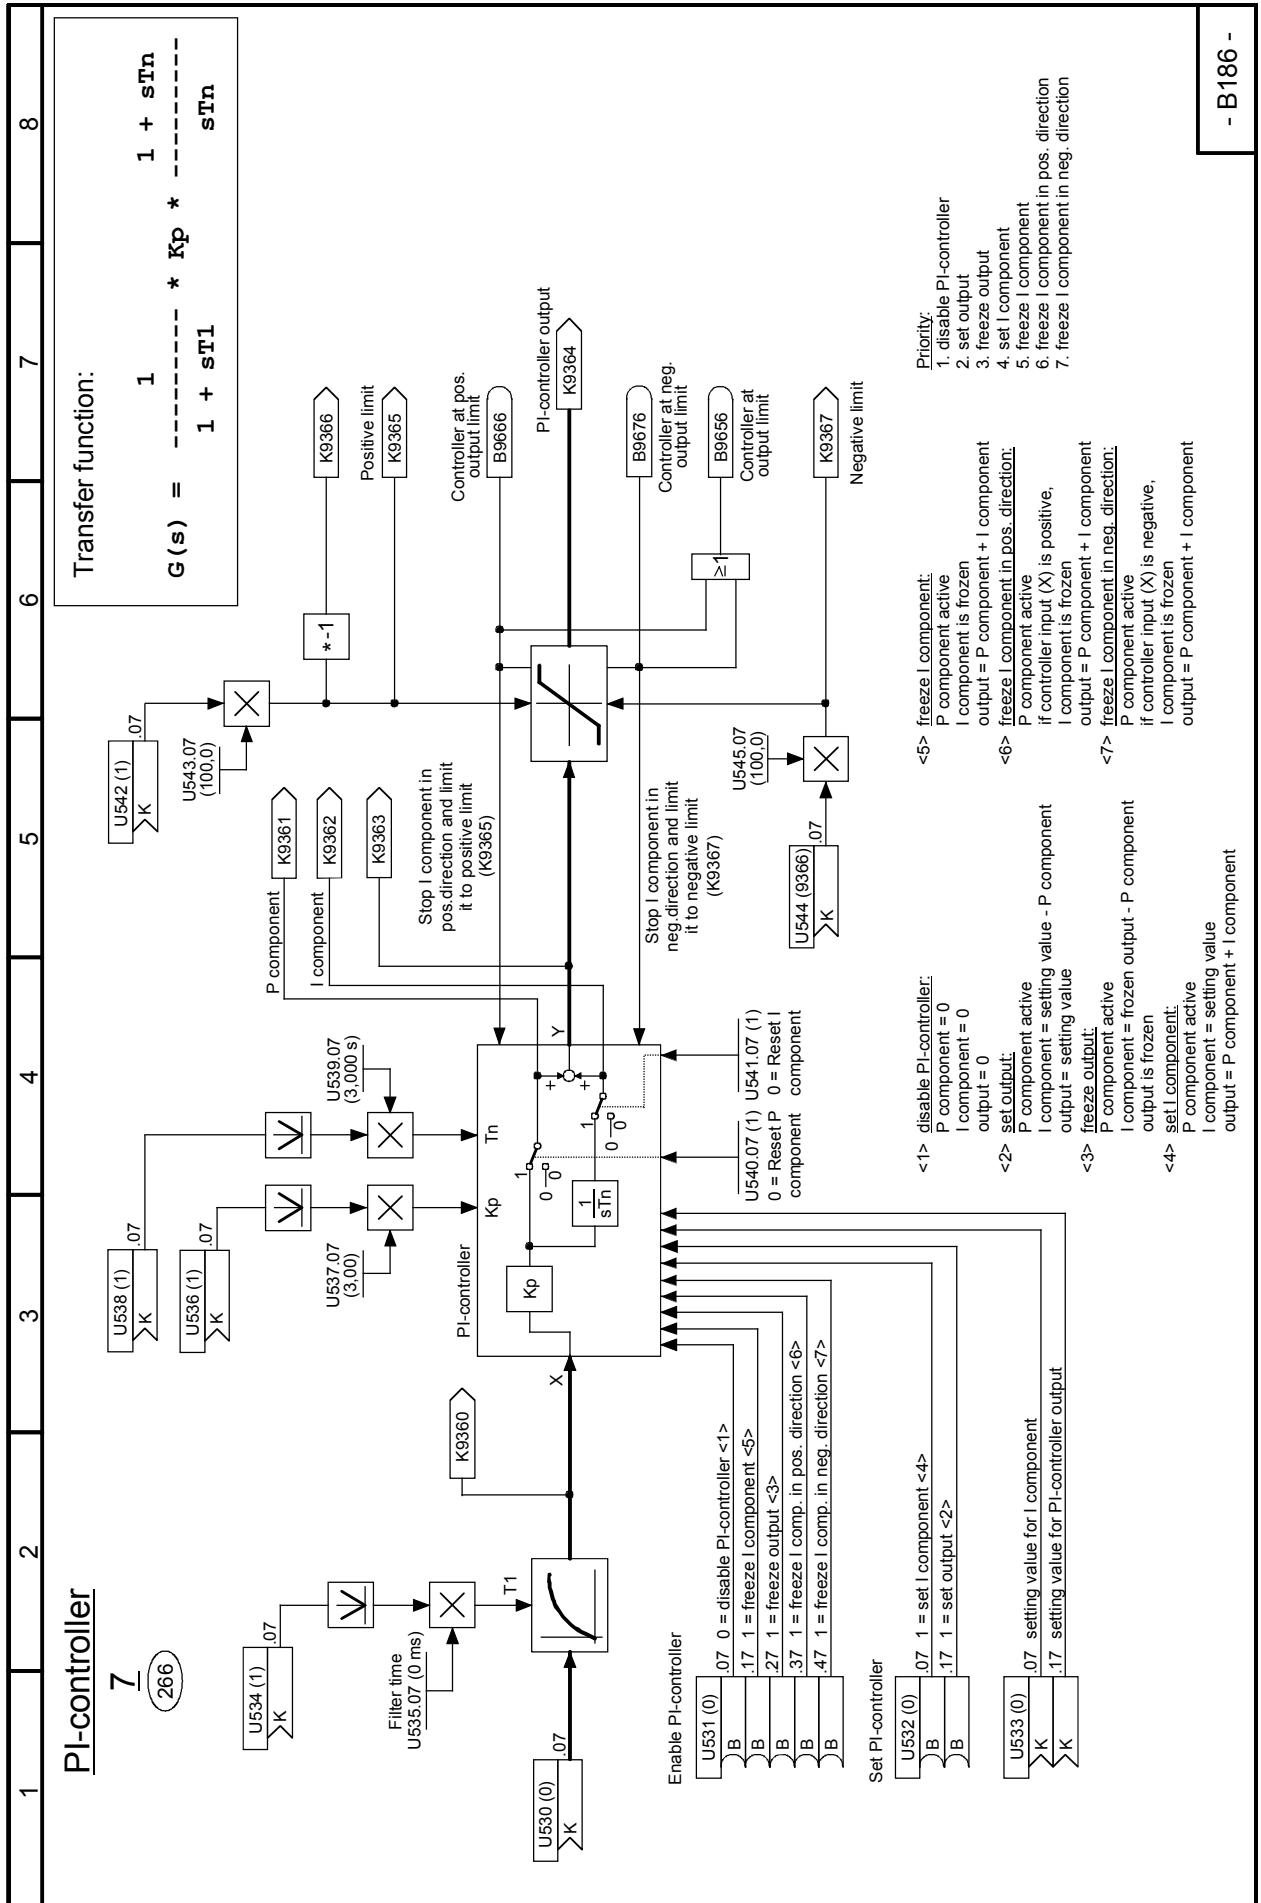 1 2 3 4 5 6 7 8
PI-controller
7
266
Transfer function:
1 1 + sTn
G(s) = --------- * Kp * ----------
1 + sT1 sTn
U534 (1)
K
.07
Filter time
U535.07 (0 ms)
T1
U530 (0)
K
.07
K9360
X
U538 (1)
K
.07
U536 (1)
K
.07
U537.07
(3,00)
U539.07
(3,000 s)
PI-controller
Kp
Tn
Kp
1
sTn
1
0
0
1
0
0
+
+
Y
U540.07 (1)
0 = Reset P
component
U541.07 (1)
0 = Reset I
component
P component
I component
K9361
K9362
K9363
Stop I component in
pos.direction and limit
it to positive limit
(K9365)
Stop I component in
neg.direction and limit
it to negative limit
(K9367)
U542 (1)
K
.07
U543.07
(100,0)
U544 (9366)
K
.07
U545.07
(100,0)
*-1
≥1
K9366
Positive limit
K9365
Controller at pos.
output limit
B9666
PI-controller output
K9364
B9676
Controller at neg.
output limit
B9656
Controller at
output limit
K9367
Negative limit
Enable PI-controller
U531 (0)
B .07 0 = disable PI-controller <1>
B .17 1 = freeze I component <5>
B .27 1 = freeze output <3>
B .37 1 = freeze I comp. in pos. direction <6>
B .47 1 = freeze I comp. in neg. direction <7>
Set PI-controller
U532 (0)
B .07 1 = set I component <4>
B .17 1 = set output <2>
U533 (0)
K .07 setting value for I component
K .17 setting value for PI-controller output
<1> disable PI-controller:
P component = 0
I component = 0
output = 0
<2> set output:
P component active
I component = setting value - P component
output = setting value
<3> freeze output:
P component active
I component = frozen output - P component
output is frozen
<4> set I component:
P component active
I component = setting value
output = P component + I component
<5> freeze I component:
P component active
I component is frozen
output = P component + I component
<6> freeze I component in pos. direction:
P component active
if controller input (X) is positive,
I component is frozen
output = P component + I component
<7> freeze I component in neg. direction:
P component active
if controller input (X) is negative,
I component is frozen
output = P component + I component
Priority:
1. disable PI-controller
2. set output
3. freeze output
4. set I component
5. freeze I component
6. freeze I component in pos. direction
7. freeze I component in neg. direction
- B186 -